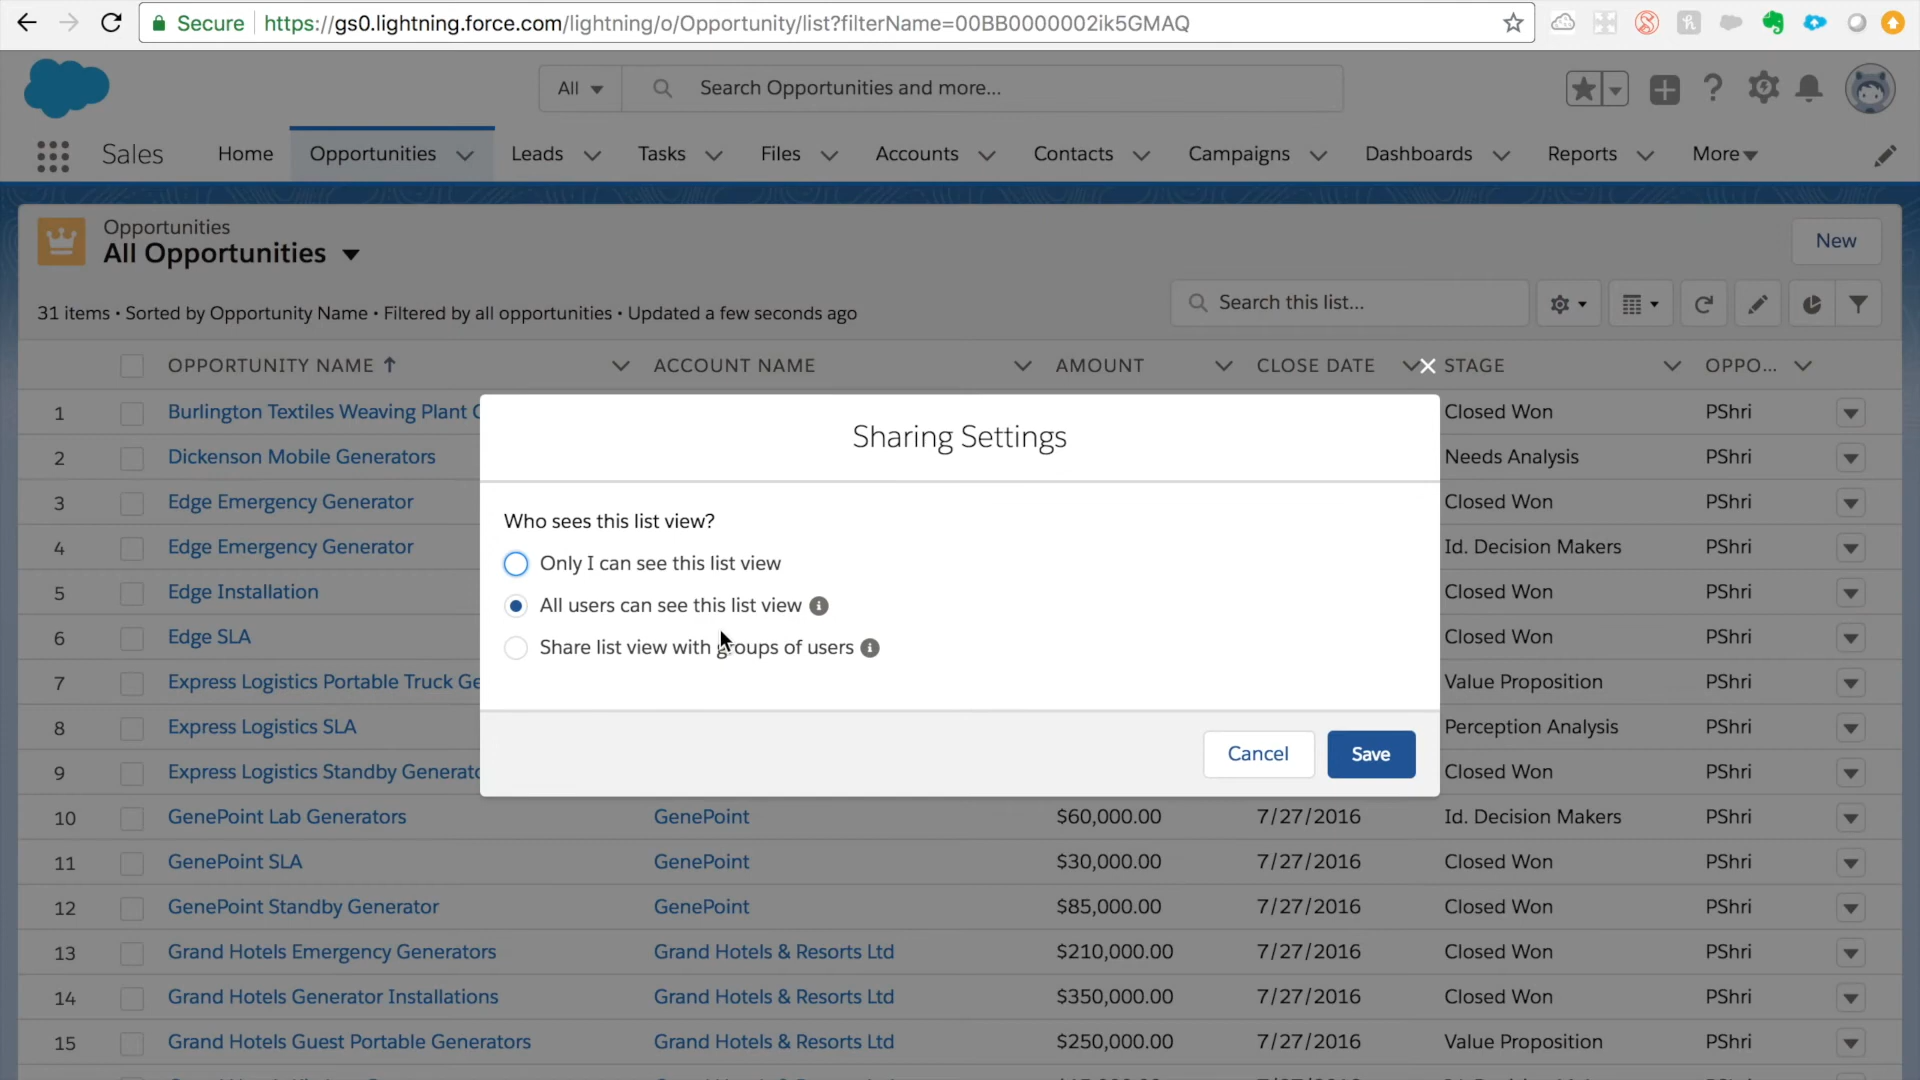 Secure https://gs0.lightning.force.com/lightning/o/Opportunity/list?filterName=00BB0000002ik5GMAQ
All Search Opportunities and more...
Sales Home Opportunities Leads Tasks Files Accounts Contacts Campaigns Dashboards Reports More
Opportunities
All Opportunities
New
31 items • Sorted by Opportunity Name • Filtered by all opportunities • Updated a few seconds ago
Search this list...
OPPORTUNITY NAME ACCOUNT NAME AMOUNT CLOSE DATE STAGE OPPO...
1 Burlington Textiles Weaving Plant Closed Won PShri
2 Dickenson Mobile Generators Needs Analysis PShri
3 Edge Emergency Generator Closed Won PShri
4 Edge Emergency Generator Id. Decision Makers PShri
5 Edge Installation Closed Won PShri
6 Edge SLA Closed Won PShri
7 Express Logistics Portable Truck Value Proposition PShri
8 Express Logistics SLA Perception Analysis PShri
9 Express Logistics Standby Closed Won PShri
Sharing Settings
Who sees this list view?
Only I can see this list view
All users can see this list view
Share list view with groups of users
Cancel Save
10 GenePoint Lab Generators GenePoint $60,000.00 7/27/2016 Id. Decision Makers PShri
11 GenePoint SLA GenePoint $30,000.00 7/27/2016 Closed Won PShri
12 GenePoint Standby Generator GenePoint $85,000.00 7/27/2016 Closed Won PShri
13 Grand Hotels Emergency Generators Grand Hotels & Resorts Ltd $210,000.00 7/27/2016 Closed Won PShri
14 Grand Hotels Generator Installations Grand Hotels & Resorts Ltd $350,000.00 7/27/2016 Closed Won PShri
15 Grand Hotels Guest Portable Generators Grand Hotels & Resorts Ltd $250,000.00 7/27/2016 Value Proposition PShri